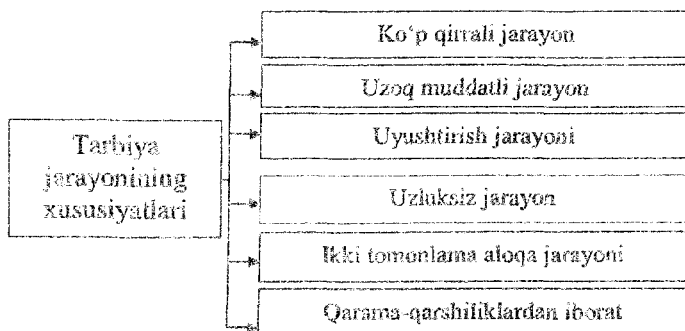 Tarbiya
jarayonining
xususiyatlari
Ko‘p qirrali jarayon
Uzoq muddatli jarayon
Uyushtirish jarayoni
Uzluksiz jarayon
Ikki tomonlama aloqa jarayoni
Qarama-qarshiliklardan iborat